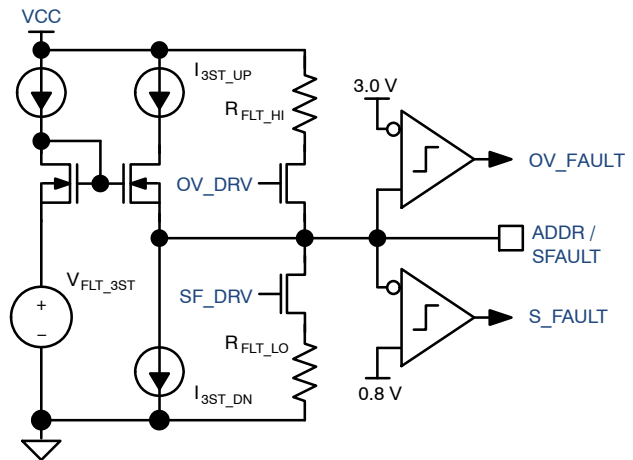 VCC
I3ST_UP
RFLT_HI
3.0 V
OV_FAULT
OV_DRV
ADDR /
SFAULT
VFLT_3ST
+
−
SF_DRV
S_FAULT
RFLT_LO
I3ST_DN
0.8 V